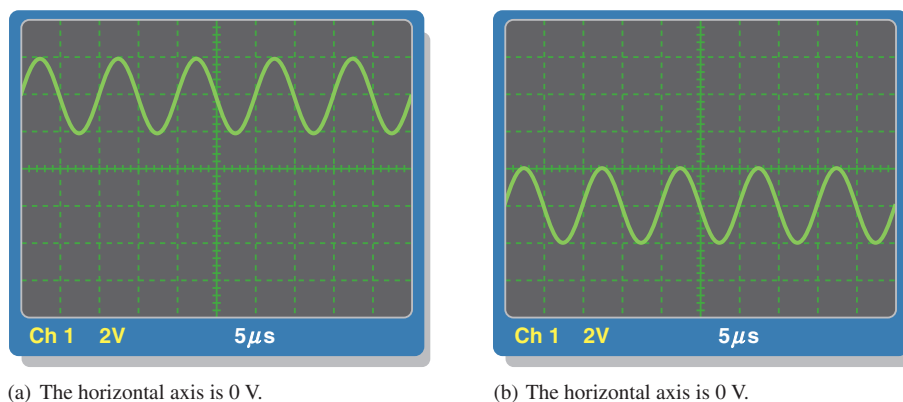 Ch 1 2V 5μs
Ch 1 2V 5μs
(a) The horizontal axis is 0 V.
(b) The horizontal axis is 0 V.